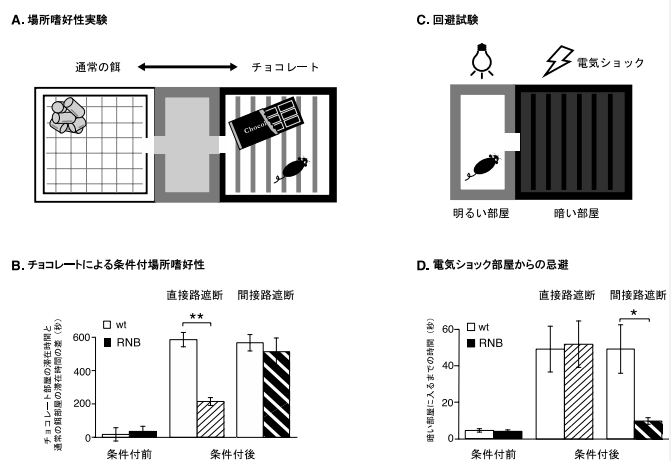 A. 場所嗜好性実験
通常の餌
チョコレート
Choco
C. 回避試験
電気ショック
明るい部屋
暗い部屋
B. チョコレートによる条件付場所嗜好性
直接路遮断
間接路遮断
チョコレート部屋の滞在時間と
通常の餌部屋の滞在時間の差(秒)
wt
RNB
**
600
400
200
0
条件付前
条件付後
D. 電気ショック部屋からの忌避
直接路遮断
間接路遮断
暗い部屋に入るまでの時間(秒)
wt
RNB
*
60
40
20
0
条件付前
条件付後